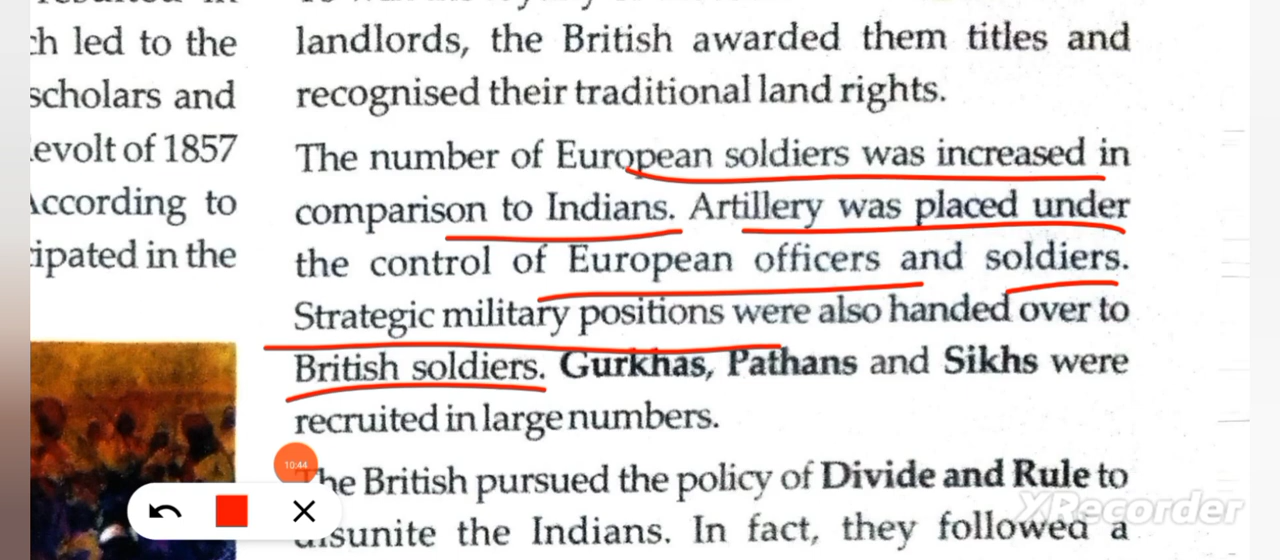 ch led to the
scholars and
evolt of 1857
According to
ipated in the
landlords, the British awarded them titles and
recognised their traditional land rights.
The number of European soldiers was increased in
comparison to Indians. Artillery was placed under
the control of European officers and soldiers.
Strategic military positions were also handed over to
British soldiers. Gurkhas, Pathans and Sikhs were
recruited in large numbers.
The British pursued the policy of Divide and Rule to
disunite the Indians. In fact, they followed a
10:44
XRecorder